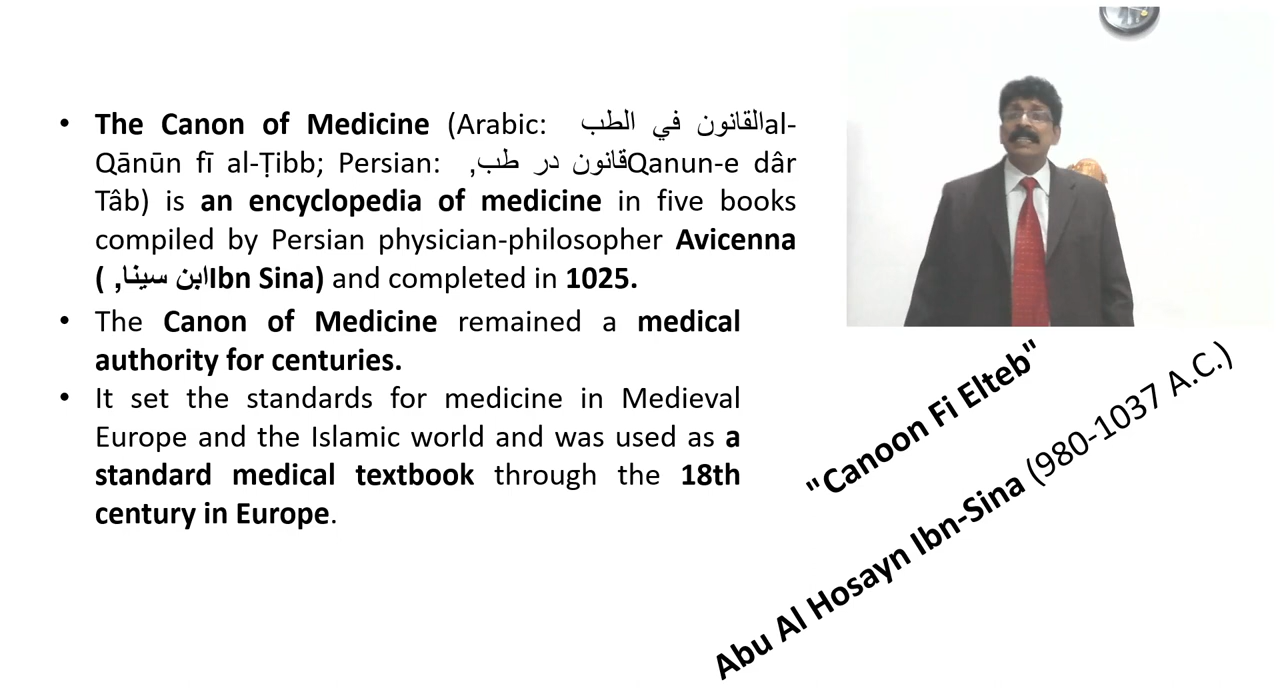 • The Canon of Medicine (Arabic: القانون في الطب al-
Qānūn fī al-Ṭibb; Persian: قانون در طب, Qanun-e dâr
Tâb) is an encyclopedia of medicine in five books
compiled by Persian physician-philosopher Avicenna
( ابن سينا, Ibn Sina) and completed in 1025.
• The Canon of Medicine remained a medical
authority for centuries.
• It set the standards for medicine in Medieval
Europe and the Islamic world and was used as a
standard medical textbook through the 18th
century in Europe.
"Canoon Fi Elteb"
Abu Al Hosayn Ibn-Sina (980-1037 A.C.)